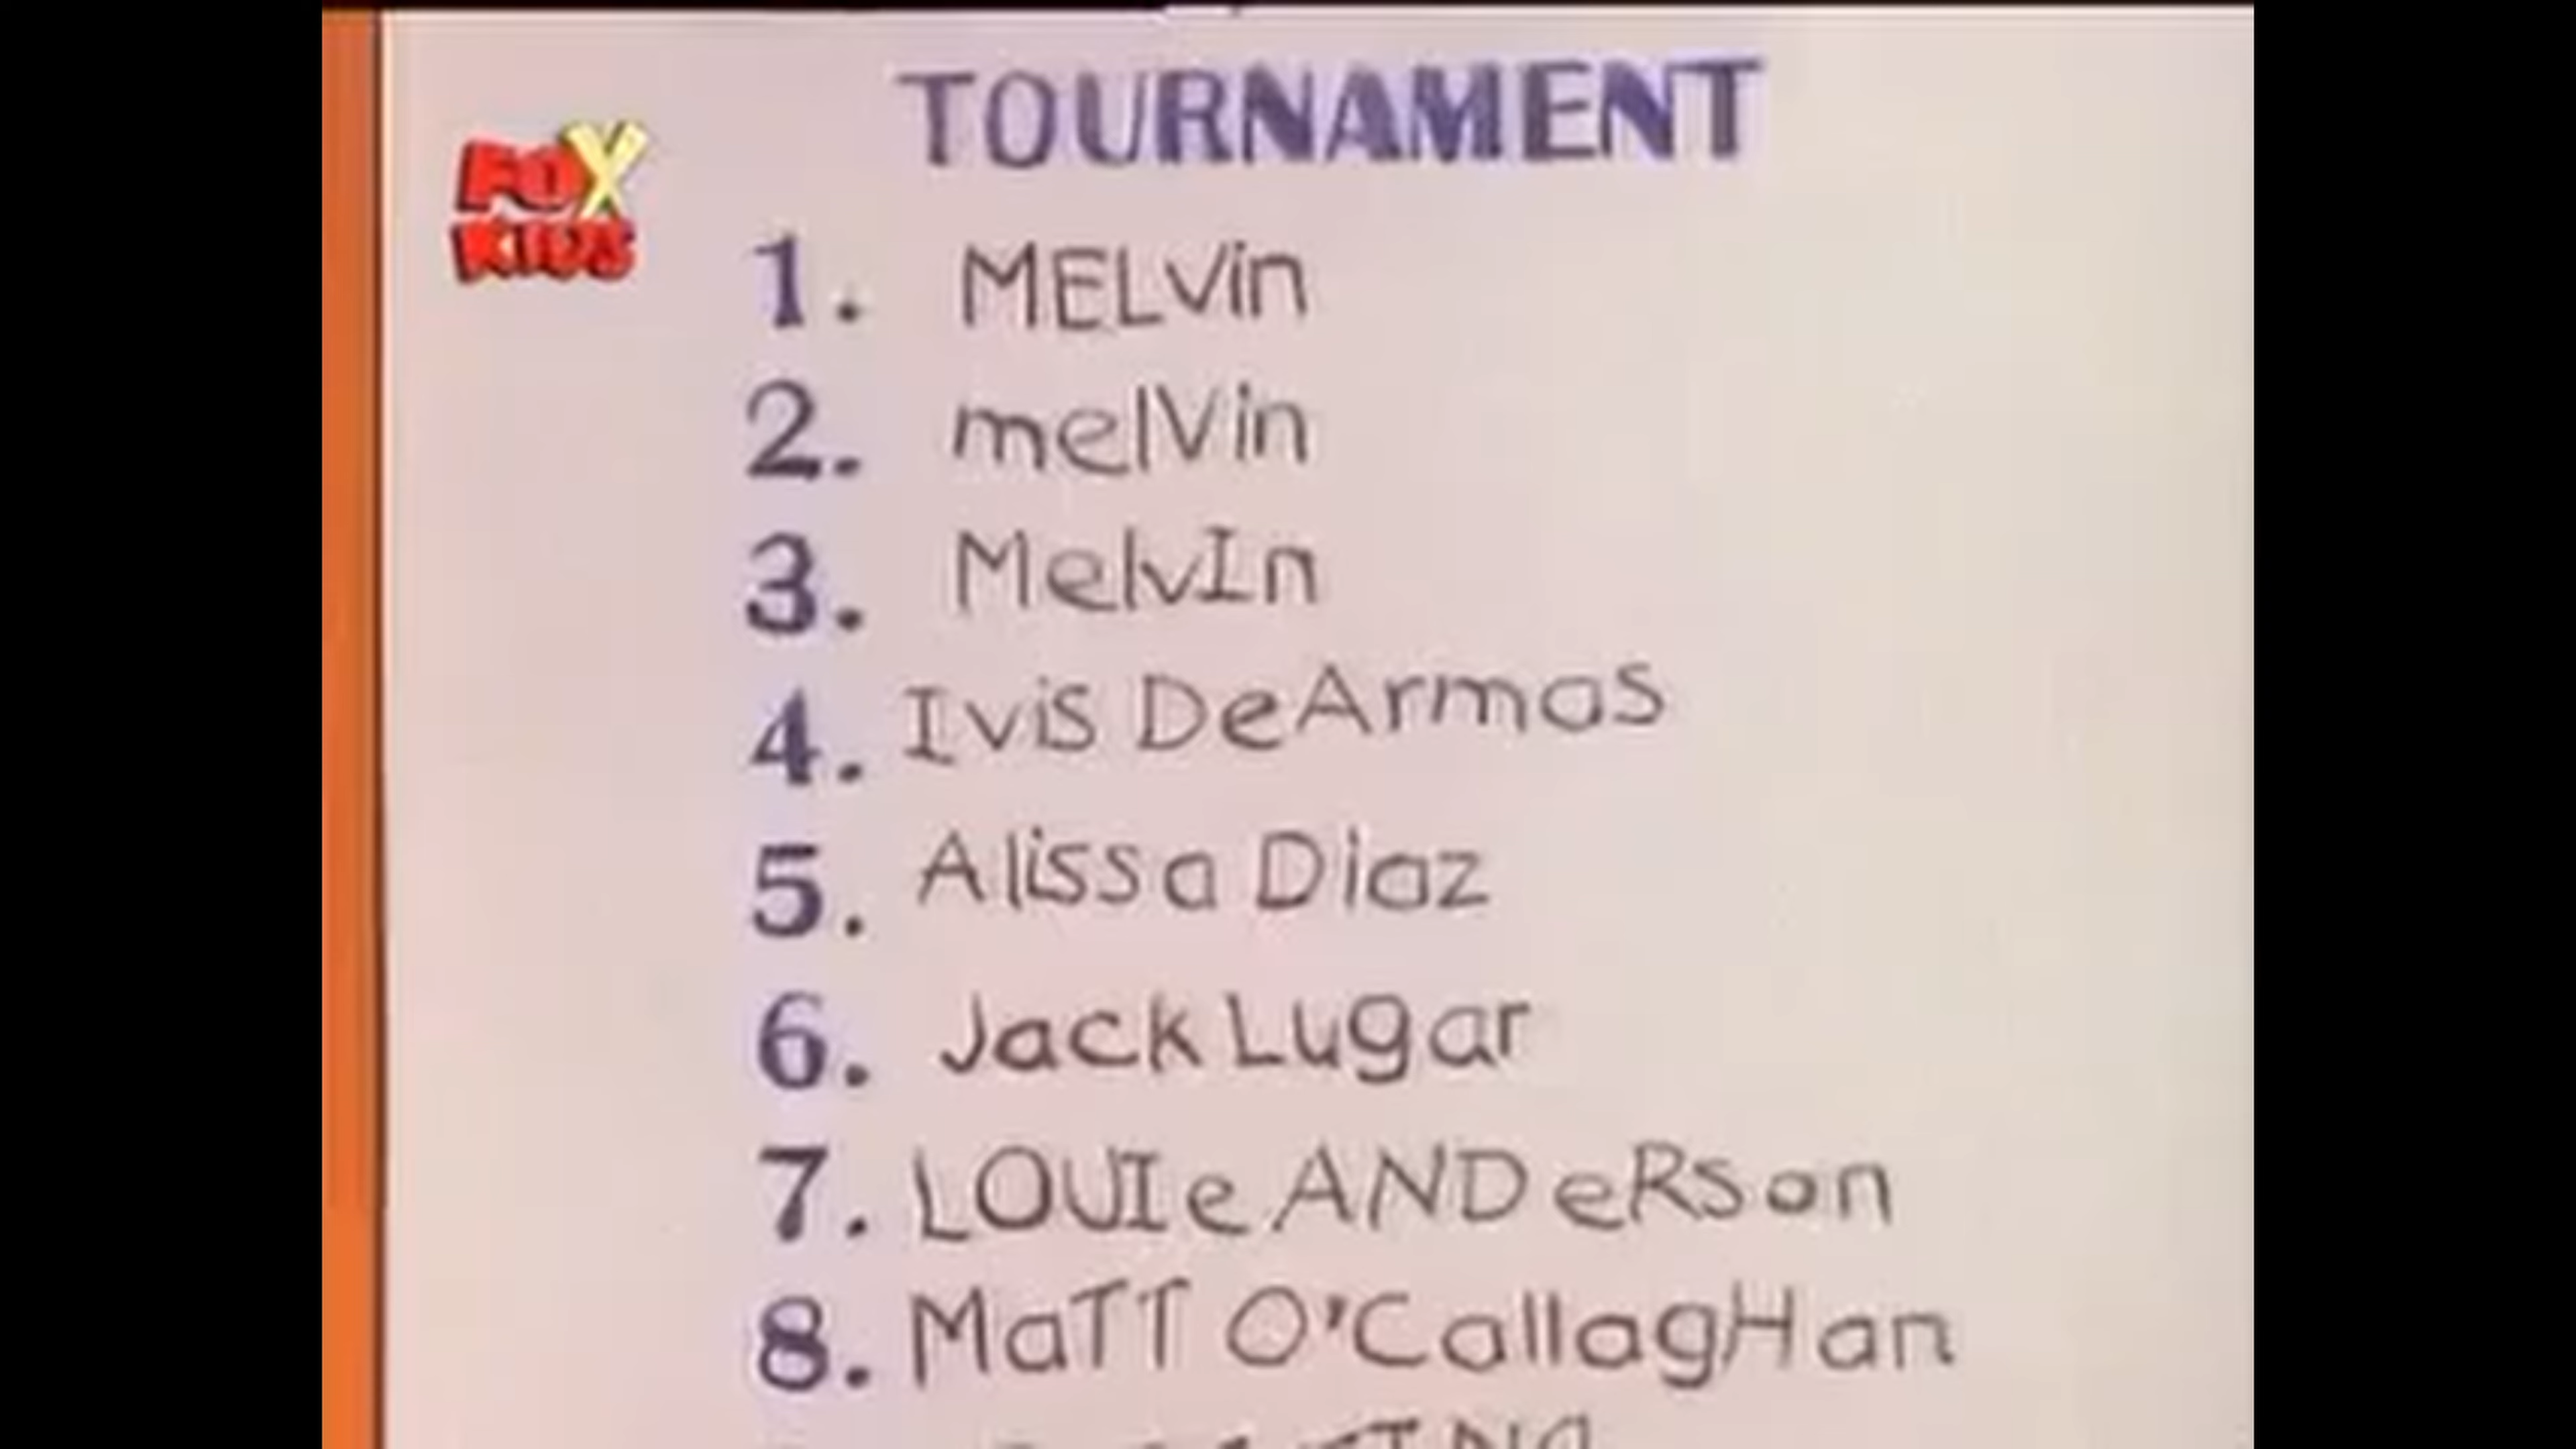 TOURNAMENT
FOX
KIDS
1. MELVin
2. melVin
3. MelvIn
4. Ivis DeArmas
5. Alissa Diaz
6. Jack Lugar
7. LOUIe ANDeRson
8. MaTT O'CallagHan